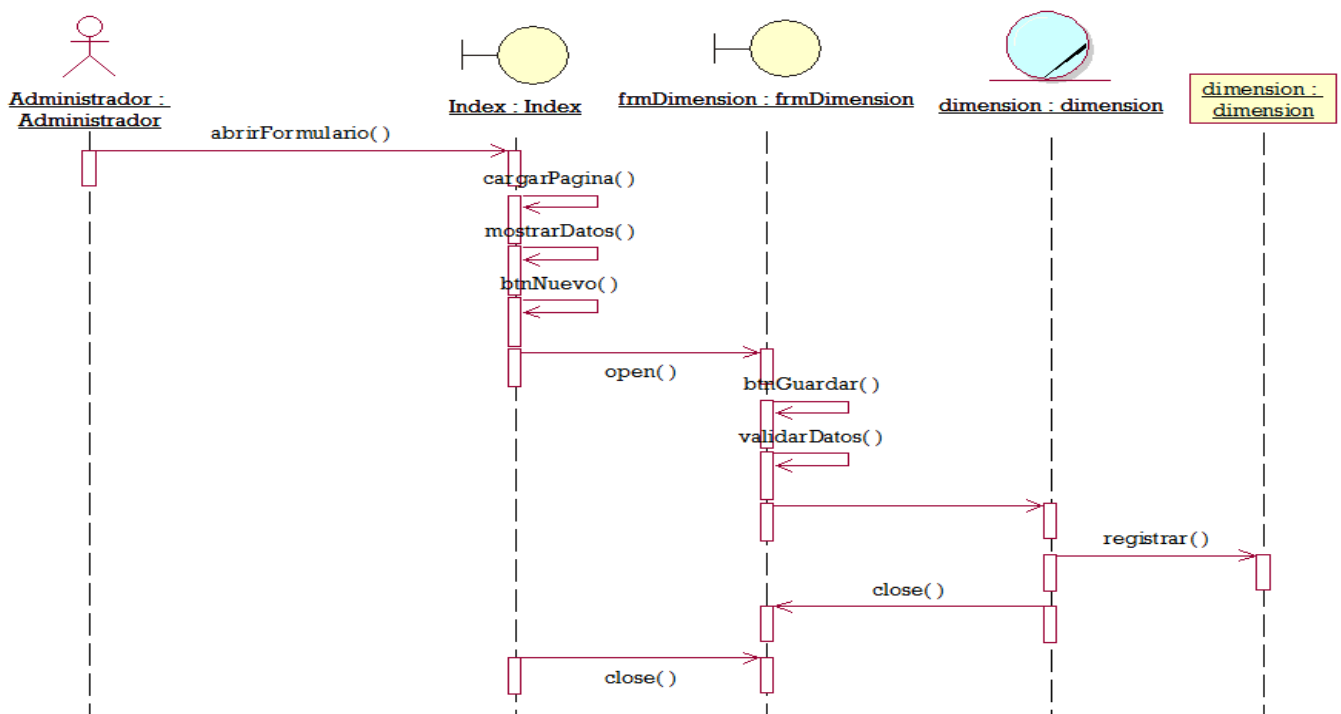 Administrador :
Administrador
Index : Index
frmDimension : frmDimension
dimension : dimension
dimension :
dimension
abrirFormulario( )
cargarPagina( )
mostrarDatos( )
btnNuevo( )
open( )
btnGuardar( )
validarDatos( )
registrar( )
close( )
close( )